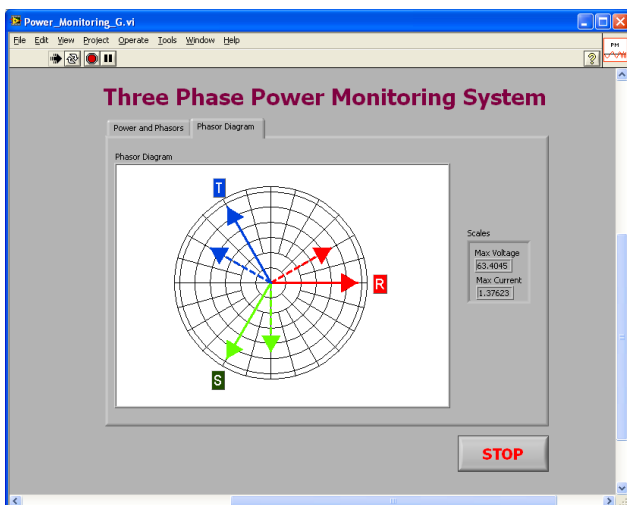 Power_Monitoring_G.vi
File Edit View Project Operate Tools Window Help
?
PM
Three Phase Power Monitoring System
Power and Phasors Phasor Diagram
Phasor Diagram
T
R
S
Scales
Max Voltage
63.4045
Max Current
1.37623
STOP